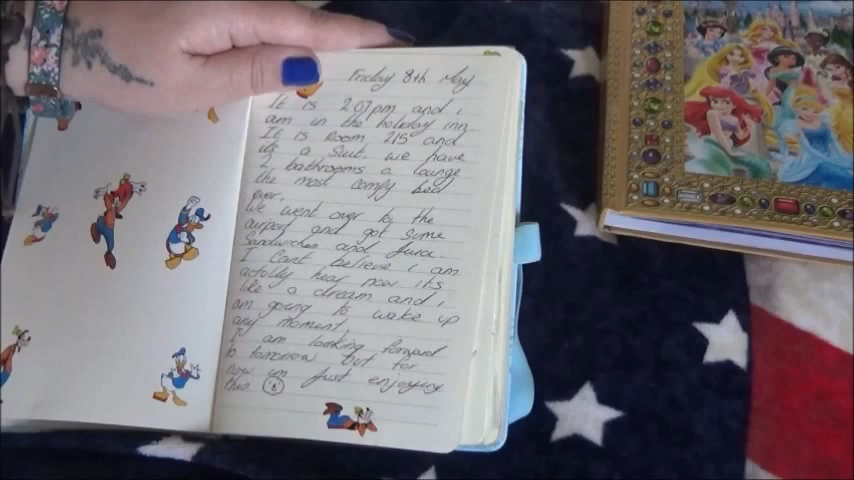 Friday 8th May
It is 2 07pm and i
am in the holiday inn.
It is Room 215 and
its a Suit. we have
2 bathrooms a lounge
the most comfy bed
ever.
We went over to the
airport and got some
Sandwiches and Juice.
I Cant believe i am
actolly hear now its
like a dream and i
am going to wake up
any moment.
I am looking forward
to tomorrow but for
now im Just enjoying
this